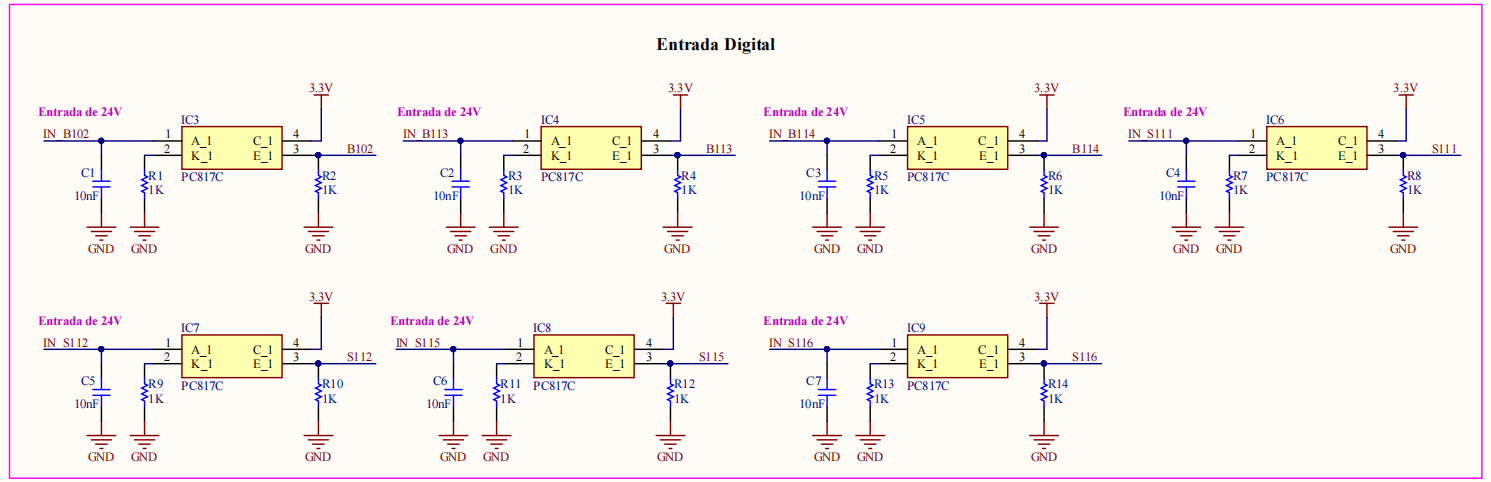 Entrada Digital
3.3V 3.3V 3.3V 3.3V
Entrada de 24V Entrada de 24V Entrada de 24V Entrada de 24V
IC3 IC4 IC5 IC6
IN_B102 1 A_1 C_1 4 IN_B113 1 A_1 C_1 4 IN_B114 1 A_1 C_1 4 IN_S111 1 A_1 C_1 4
2 K_1 E_1 3 B102 2 K_1 E_1 3 B113 2 K_1 E_1 3 B114 2 K_1 E_1 3 S111
C1 R1 PC817C R2 C2 R3 PC817C R4 C3 R5 PC817C R6 C4 R7 PC817C R8
10nF 1K 1K 10nF 1K 1K 10nF 1K 1K 10nF 1K 1K
GND GND GND GND GND GND GND GND GND GND GND GND
3.3V 3.3V 3.3V
Entrada de 24V Entrada de 24V Entrada de 24V
IC7 IC8 IC9
IN_S112 1 A_1 C_1 4 IN_S115 1 A_1 C_1 4 IN_S116 1 A_1 C_1 4
2 K_1 E_1 3 S112 2 K_1 E_1 3 S115 2 K_1 E_1 3 S116
C5 R9 PC817C R10 C6 R11 PC817C R12 C7 R13 PC817C R14
10nF 1K 1K 10nF 1K 1K 10nF 1K 1K
GND GND GND GND GND GND GND GND GND